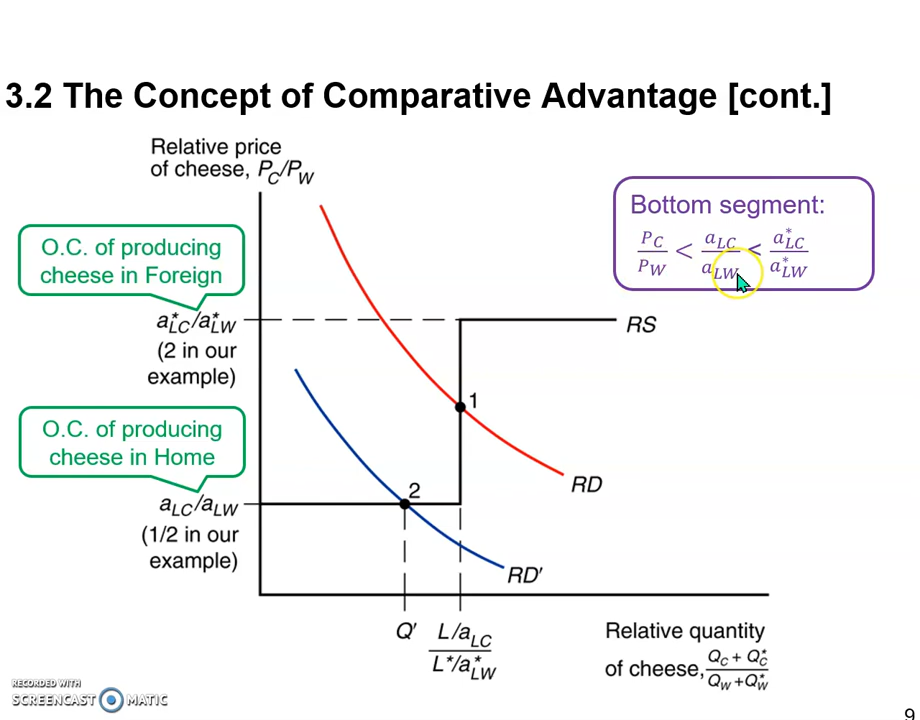 3.2 The Concept of Comparative Advantage [cont.]
Relative price
of cheese, P_C/P_W
Bottom segment:
P_C/P_W < a_LC/a_LW < a*_LC/a*_LW
O.C. of producing
cheese in Foreign
a*_LC/a*_LW
(2 in our
example)
RS
1
O.C. of producing
cheese in Home
RD
2
a_LC/a_LW
(1/2 in our
example)
RD'
Q'
L/a_LC
L*/a*_LW
Relative quantity
of cheese, Q_C + Q*_C
Q_W + Q*_W
RECORDED WITH
SCREENCAST MATIC
9